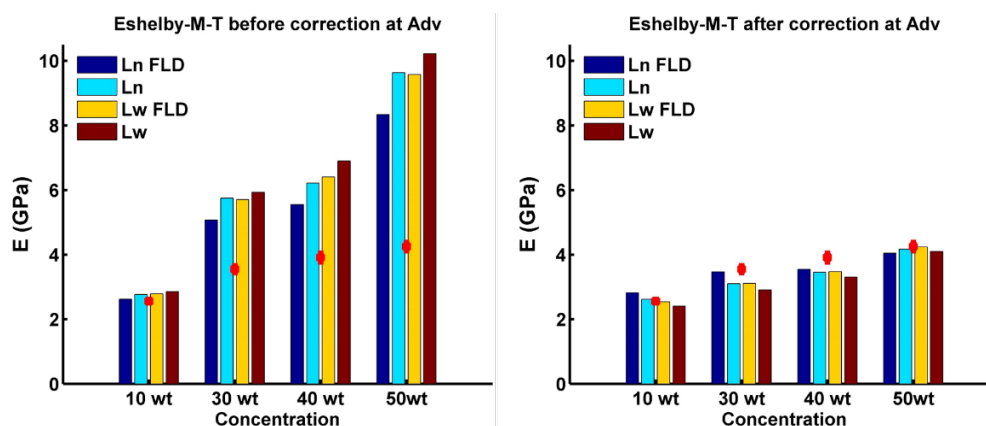 Eshelby-M-T before correction at Adv
Ln FLD
Ln
Lw FLD
Lw
E (GPa)
10
8
6
4
2
0
10 wt 30 wt 40 wt 50wt
Concentration
Eshelby-M-T after correction at Adv
Ln FLD
Ln
Lw FLD
Lw
E (GPa)
10
8
6
4
2
0
10 wt 30 wt 40 wt 50wt
Concentration